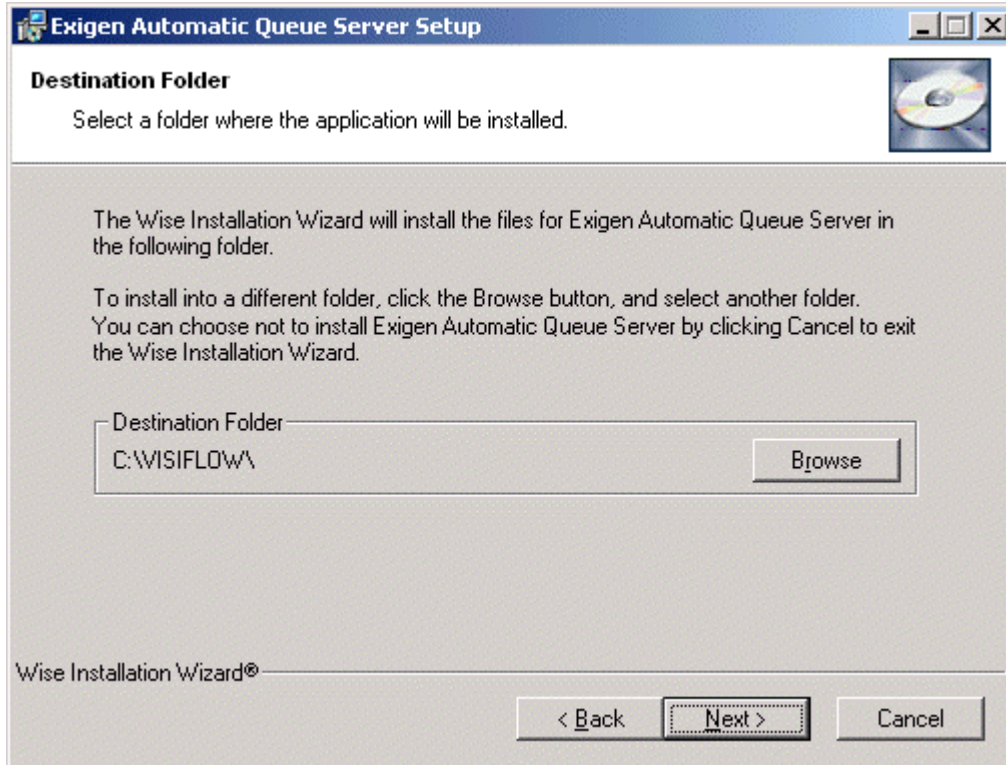 Exigen Automatic Queue Server Setup
Destination Folder
Select a folder where the application will be installed.
The Wise Installation Wizard will install the files for Exigen Automatic Queue Server in
the following folder.
To install into a different folder, click the Browse button, and select another folder.
You can choose not to install Exigen Automatic Queue Server by clicking Cancel to exit
the Wise Installation Wizard.
Destination Folder
C:\VISIFLOW\
Browse
Wise Installation Wizard®
< Back
Next >
Cancel